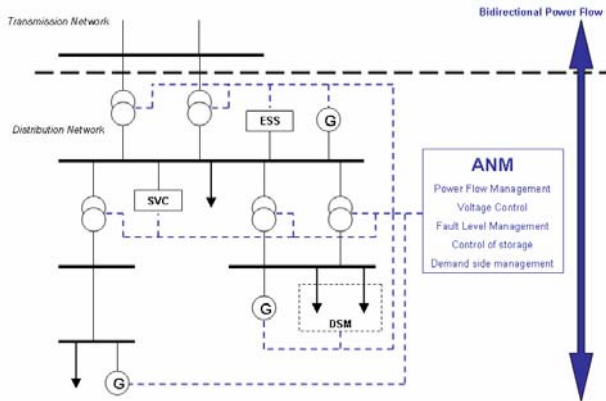 Bidirectional Power Flow
Transmission Network
Distribution Network
ESS
G
SVC
ANM
Power Flow Management
Voltage Control
Fault Level Management
Control of storage
Demand side management
G
DSM
G